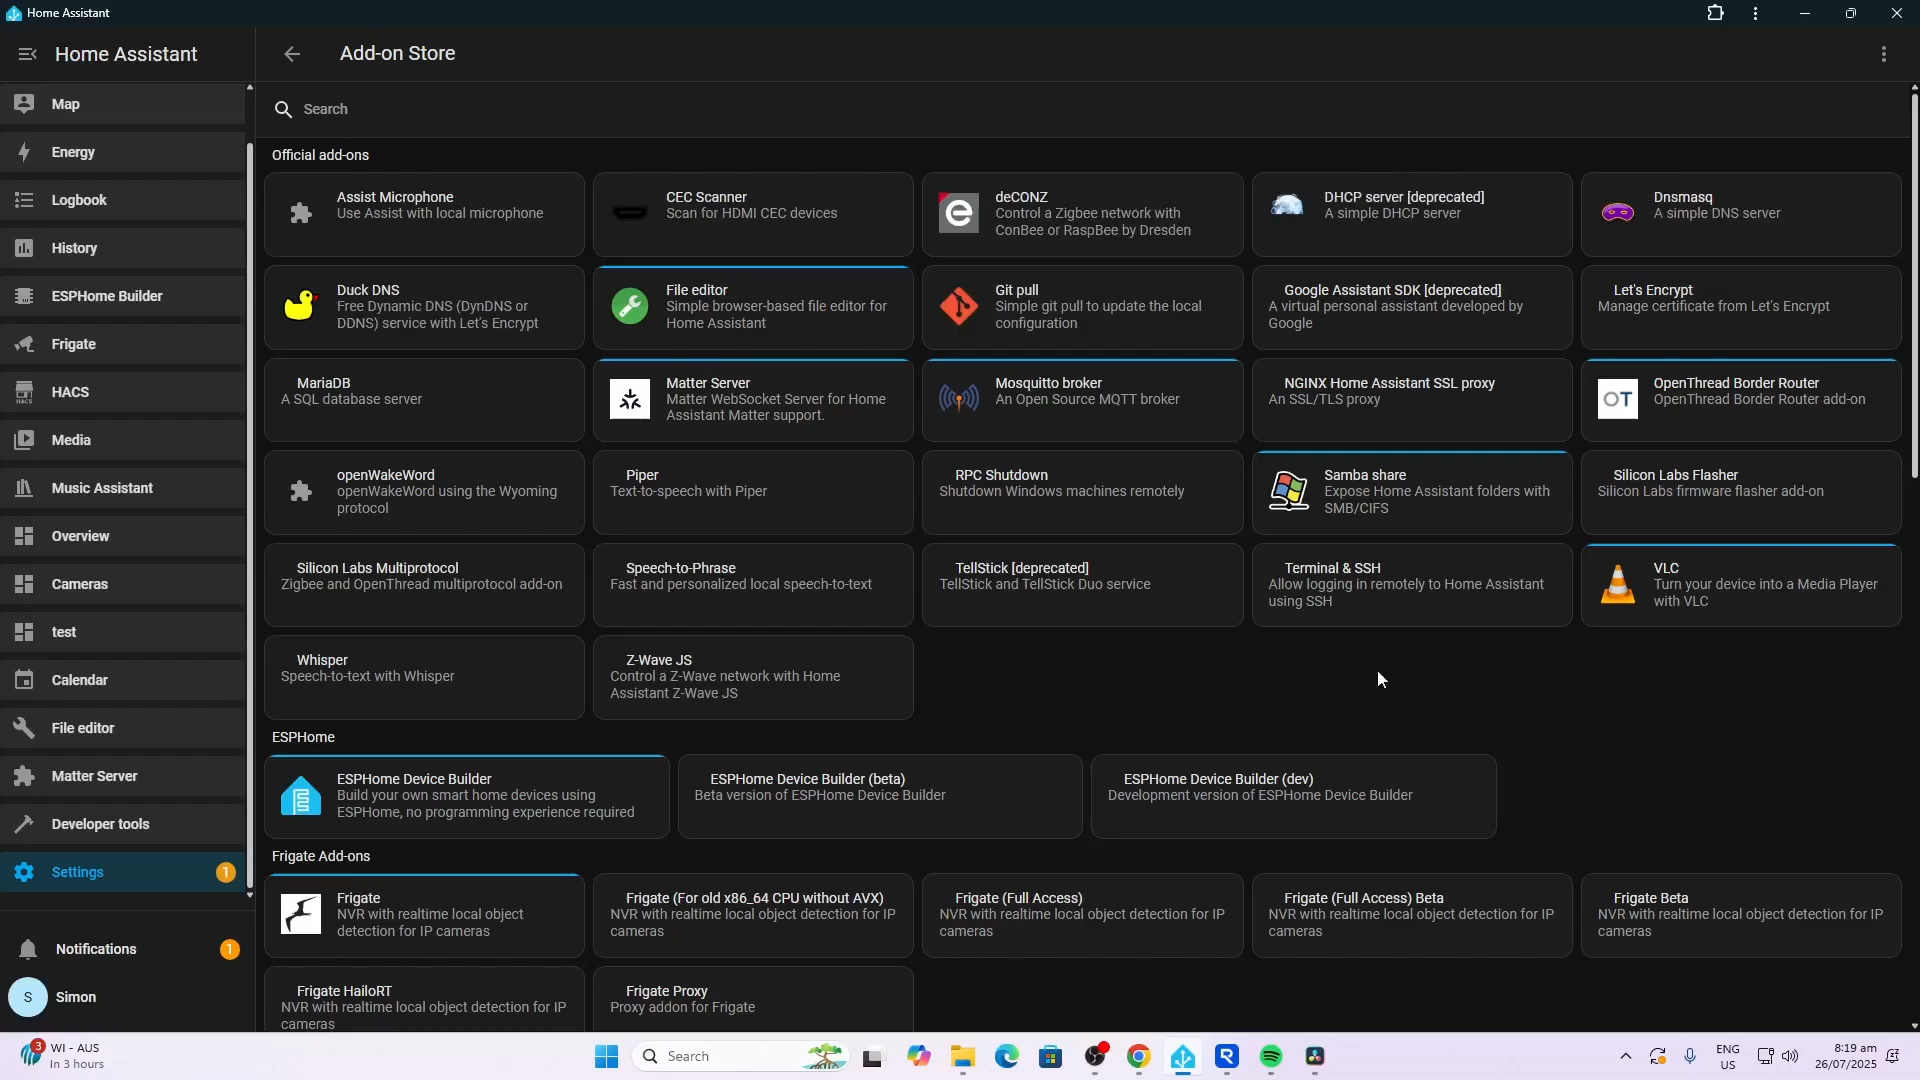 Home Assistant
Home Assistant
Add-on Store
Map
Energy
Logbook
History
ESPHome Builder
Frigate
HACS
HACS
Media
Music Assistant
Overview
Cameras
test
Calendar
File editor
Matter Server
Developer tools
Settings
1
Notifications
1
S
Simon
Search
Official add-ons
Assist Microphone
Use Assist with local microphone
CEC Scanner
Scan for HDMI CEC devices
deCONZ
Control a Zigbee network with
ConBee or RaspBee by Dresden
DHCP server [deprecated]
A simple DHCP server
Dnsmasq
A simple DNS server
Duck DNS
Free Dynamic DNS (DynDNS or
DDNS) service with Let's Encrypt
File editor
Simple browser-based file editor for
Home Assistant
Git pull
Simple git pull to update the local
configuration
Google Assistant SDK [deprecated]
A virtual personal assistant developed by
Google
Let's Encrypt
Manage certificate from Let's Encrypt
MariaDB
A SQL database server
Matter Server
Matter WebSocket Server for Home
Assistant Matter support.
Mosquitto broker
An Open Source MQTT broker
NGINX Home Assistant SSL proxy
An SSL/TLS proxy
OT
OpenThread Border Router
OpenThread Border Router add-on
openWakeWord
openWakeWord using the Wyoming
protocol
Piper
Text-to-speech with Piper
RPC Shutdown
Shutdown Windows machines remotely
Samba share
Expose Home Assistant folders with
SMB/CIFS
Silicon Labs Flasher
Silicon Labs firmware flasher add-on
Silicon Labs Multiprotocol
Zigbee and OpenThread multiprotocol add-on
Speech-to-Phrase
Fast and personalized local speech-to-text
TellStick [deprecated]
TellStick and TellStick Duo service
Terminal & SSH
Allow logging in remotely to Home Assistant
using SSH
VLC
Turn your device into a Media Player
with VLC
Whisper
Speech-to-text with Whisper
Z-Wave JS
Control a Z-Wave network with Home
Assistant Z-Wave JS
ESPHome
ESPHome Device Builder
Build your own smart home devices using
ESPHome, no programming experience required
ESPHome Device Builder (beta)
Beta version of ESPHome Device Builder
ESPHome Device Builder (dev)
Development version of ESPHome Device Builder
Frigate Add-ons
Frigate
NVR with realtime local object
detection for IP cameras
Frigate (For old x86_64 CPU without AVX)
NVR with realtime local object detection for IP
cameras
Frigate (Full Access)
NVR with realtime local object detection for IP
cameras
Frigate (Full Access) Beta
NVR with realtime local object detection for IP
cameras
Frigate Beta
NVR with realtime local object detection for IP
cameras
Frigate HailoRT
NVR with realtime local object detection for IP
cameras
Frigate Proxy
Proxy addon for Frigate
3
WI - AUS
In 3 hours
Search
R
ENG
US
8:19 am
26/07/2025